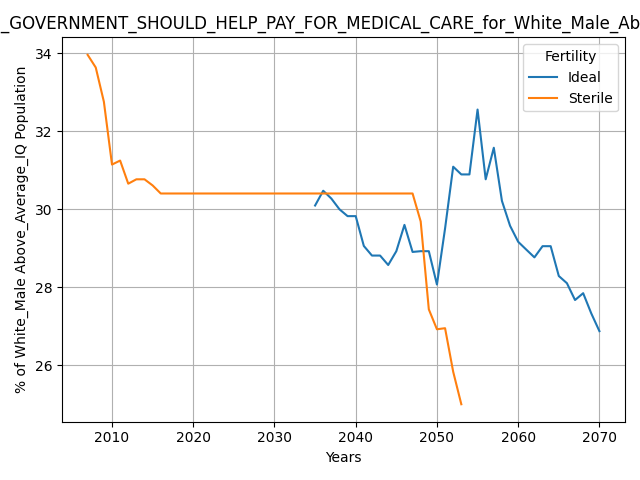 _GOVERNMENT_SHOULD_HELP_PAY_FOR_MEDICAL_CARE_for_White_Male_Ab
% of White_Male Above_Average_IQ Population
34
32
30
28
26
Fertility
Ideal
Sterile
2010 2020 2030 2040 2050 2060 2070
Years